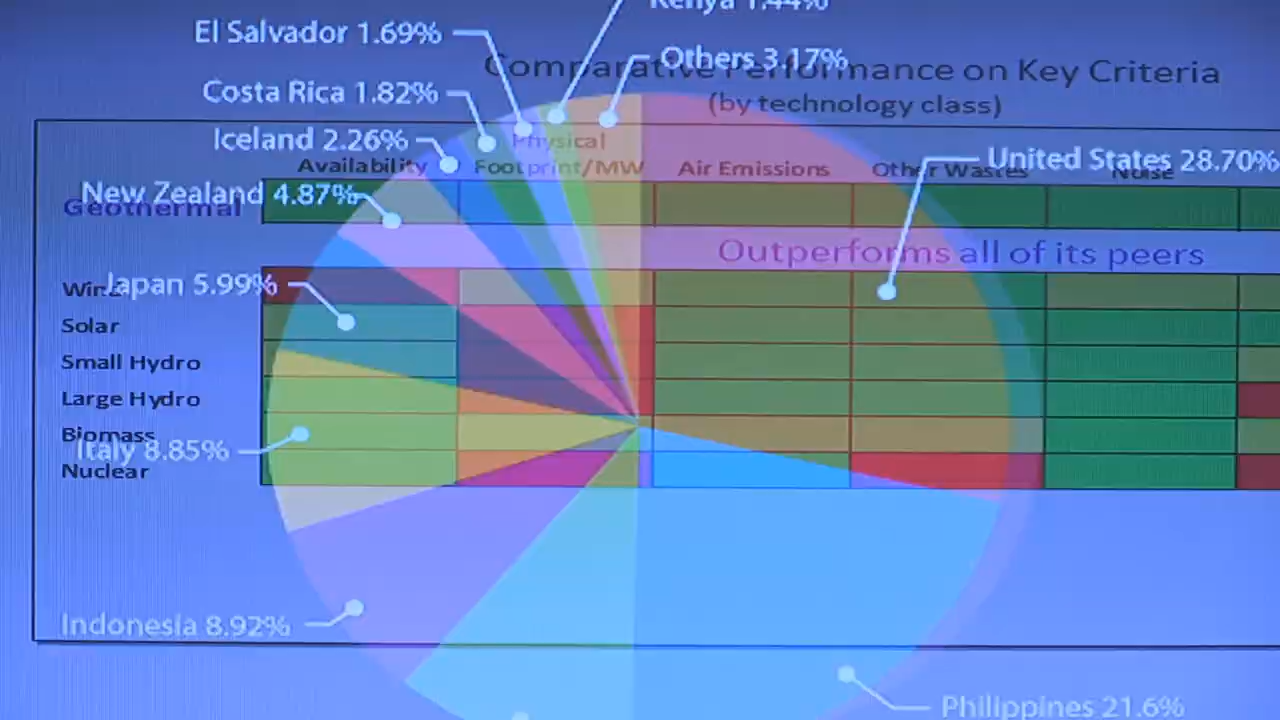 Kenya 1.44%
El Salvador 1.69%
Others 3.17%
Comparative Performance on Key Criteria
Costa Rica 1.82%
(by technology class)
Iceland 2.26%
Physical
Availability Footprint/MW Air Emissions Other Wastes Noise
United States 28.70%
New Zealand 4.87%
Geothermal
Outperforms all of its peers
Japan 5.99%
Wind
Solar
Small Hydro
Large Hydro
Biomass
Italy 8.85%
Nuclear
Indonesia 8.92%
Philippines 21.6%